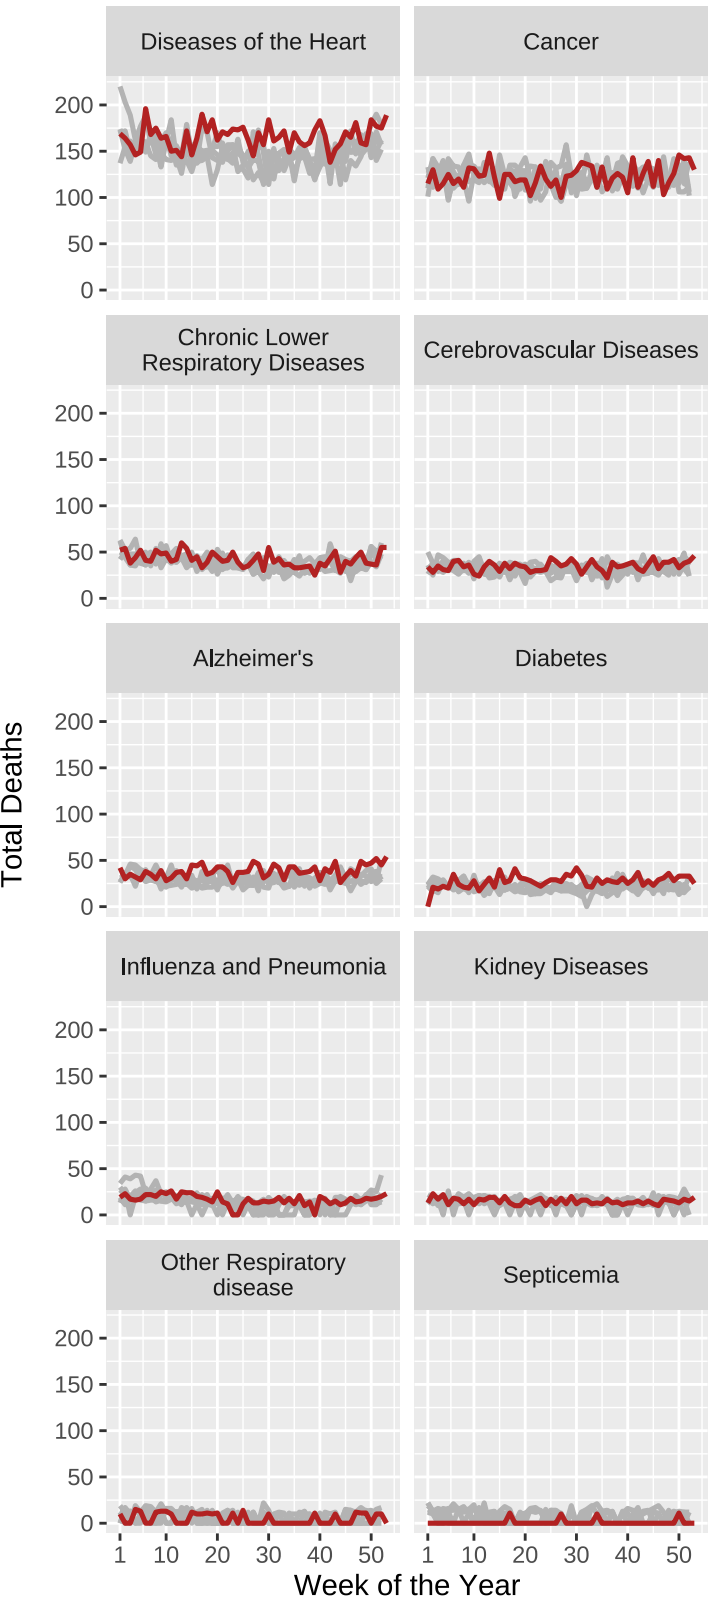 Diseases of the Heart
Cancer
200
150
100
50
0
Chronic Lower
Respiratory Diseases
Cerebrovascular Diseases
200
150
100
50
0
Alzheimer's
Diabetes
200
150
100
50
0
Total Deaths
Influenza and Pneumonia
Kidney Diseases
200
150
100
50
0
Other Respiratory
disease
Septicemia
200
150
100
50
0
1 10 20 30 40 50
1 10 20 30 40 50
Week of the Year